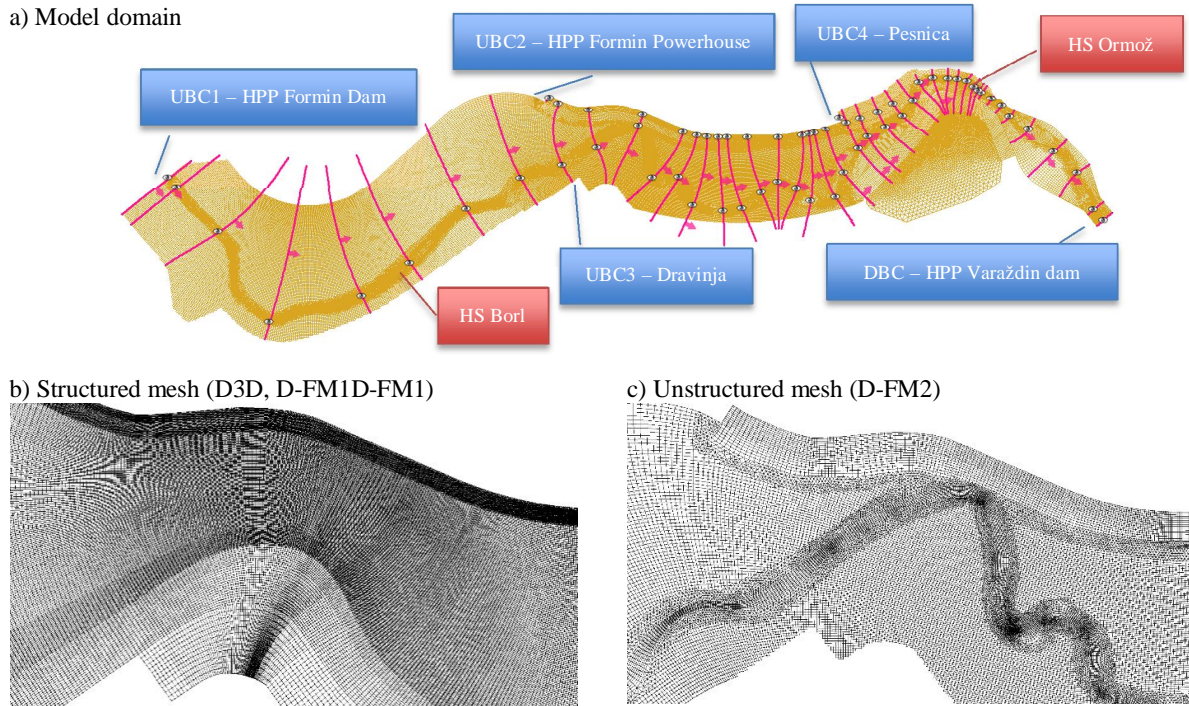 a) Model domain
UBC2 – HPP Formin Powerhouse
UBC4 – Pesnica
HS Ormož
UBC1 – HPP Formin Dam
UBC3 – Dravinja
DBC – HPP Varaždin dam
HS Borl
b) Structured mesh (D3D, D-FM1D-FM1)
c) Unstructured mesh (D-FM2)